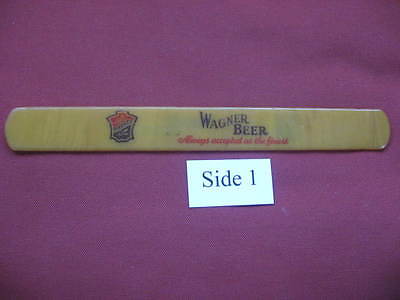 WAGNER
BEER
Always accepted as the finest
Side 1